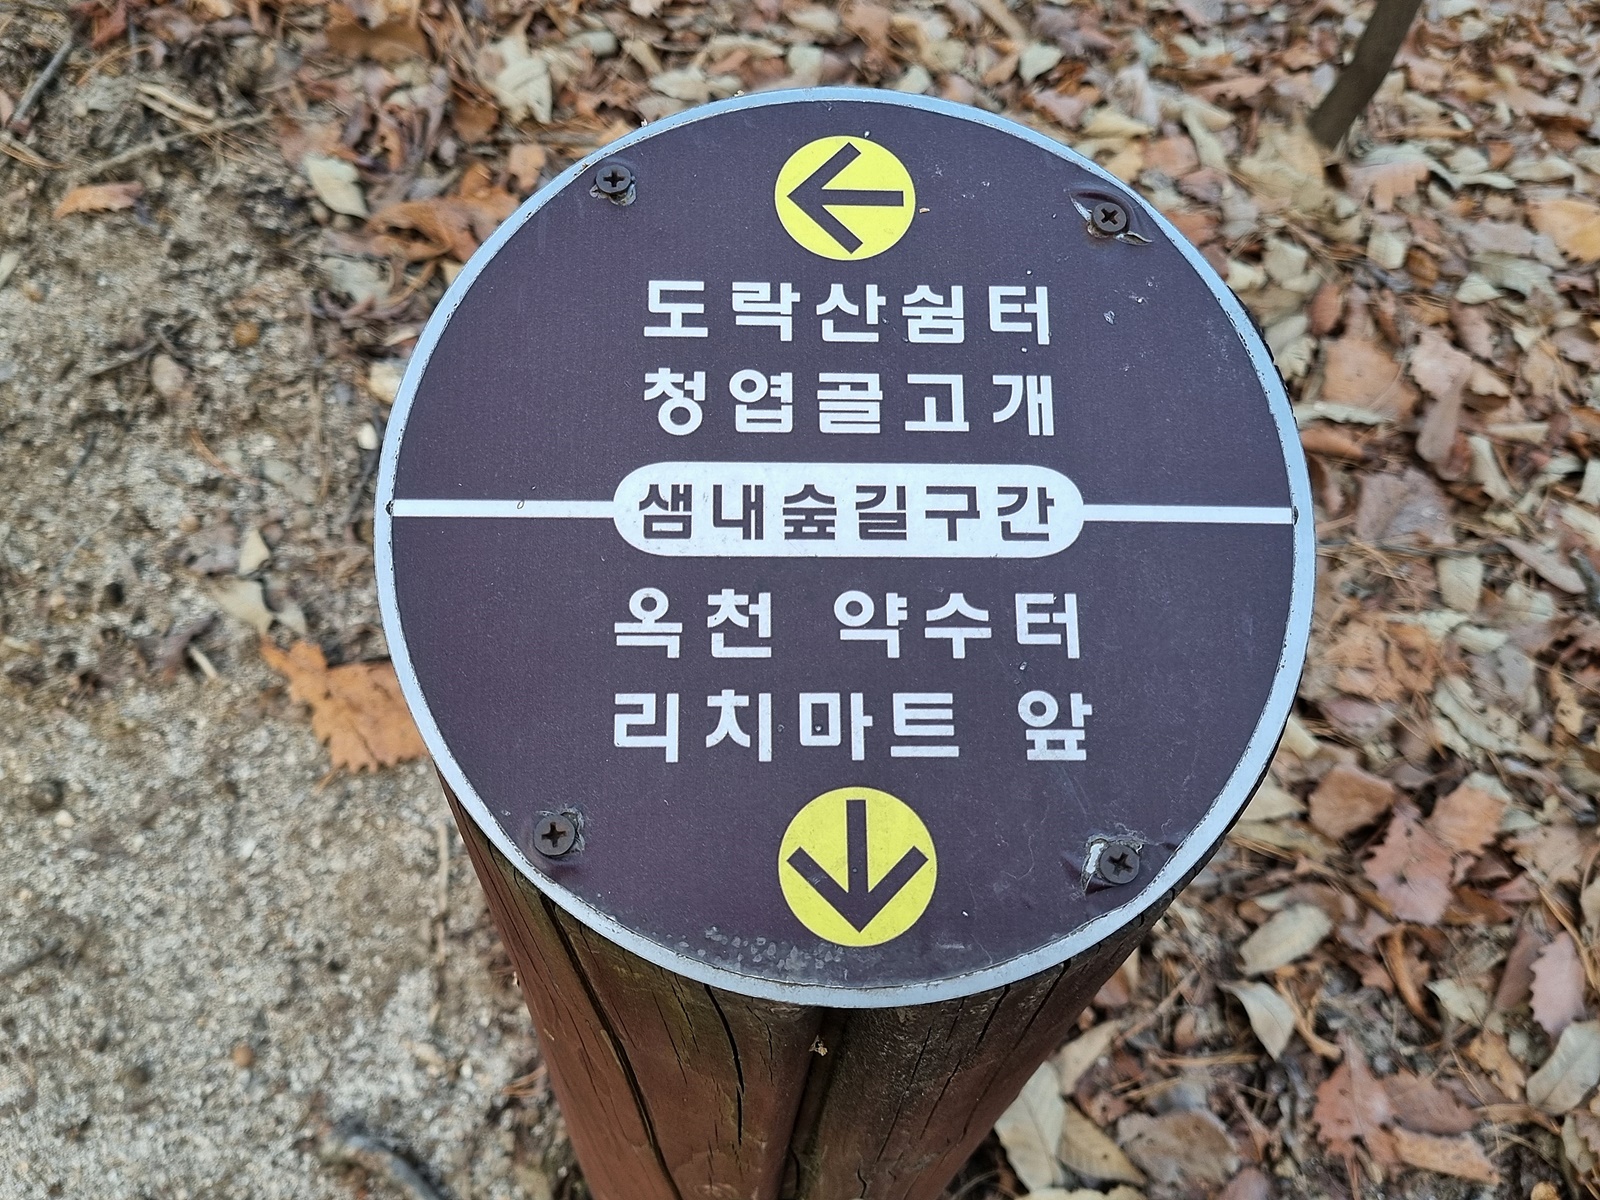 도락산쉼터
청엽골고개
샘내숲길구간
옥천 약수터
리치마트 앞